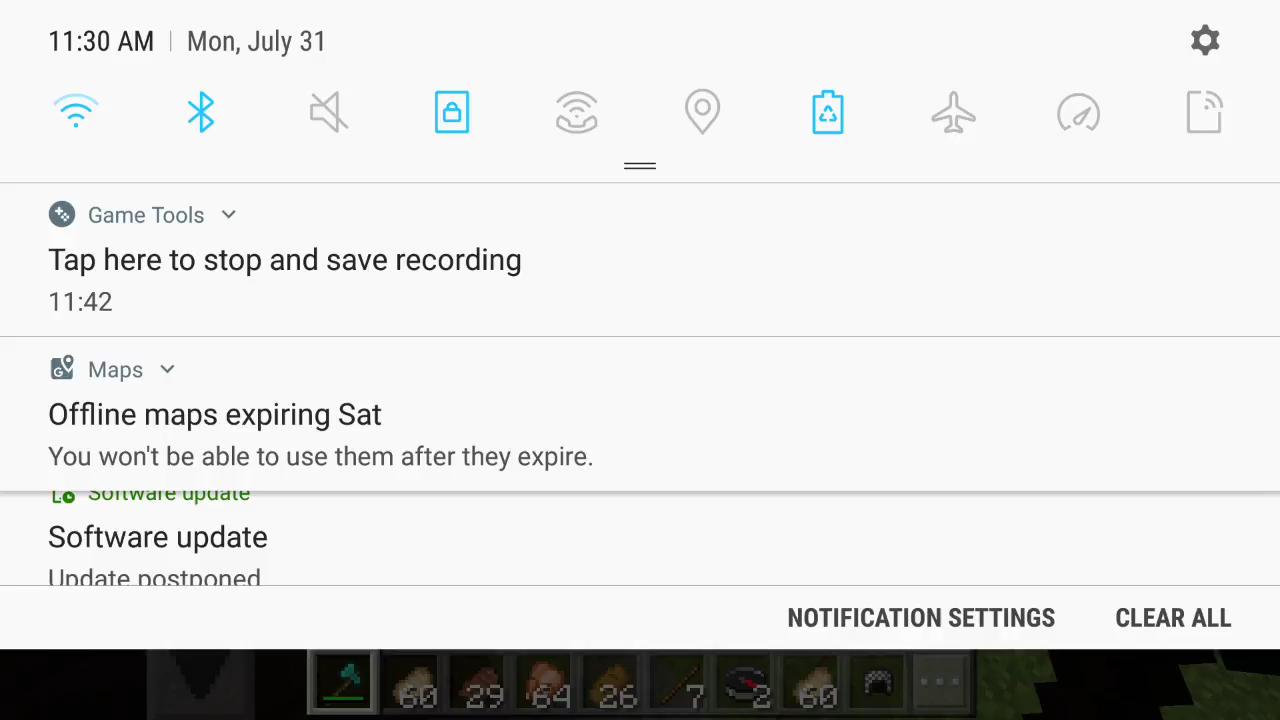 11:30 AM | Mon, July 31
Game Tools
Tap here to stop and save recording
11:42
Maps
Offline maps expiring Sat
You won't be able to use them after they expire.
Software update
Software update
Update postponed
NOTIFICATION SETTINGS CLEAR ALL
60 29 64 26 7 2 60